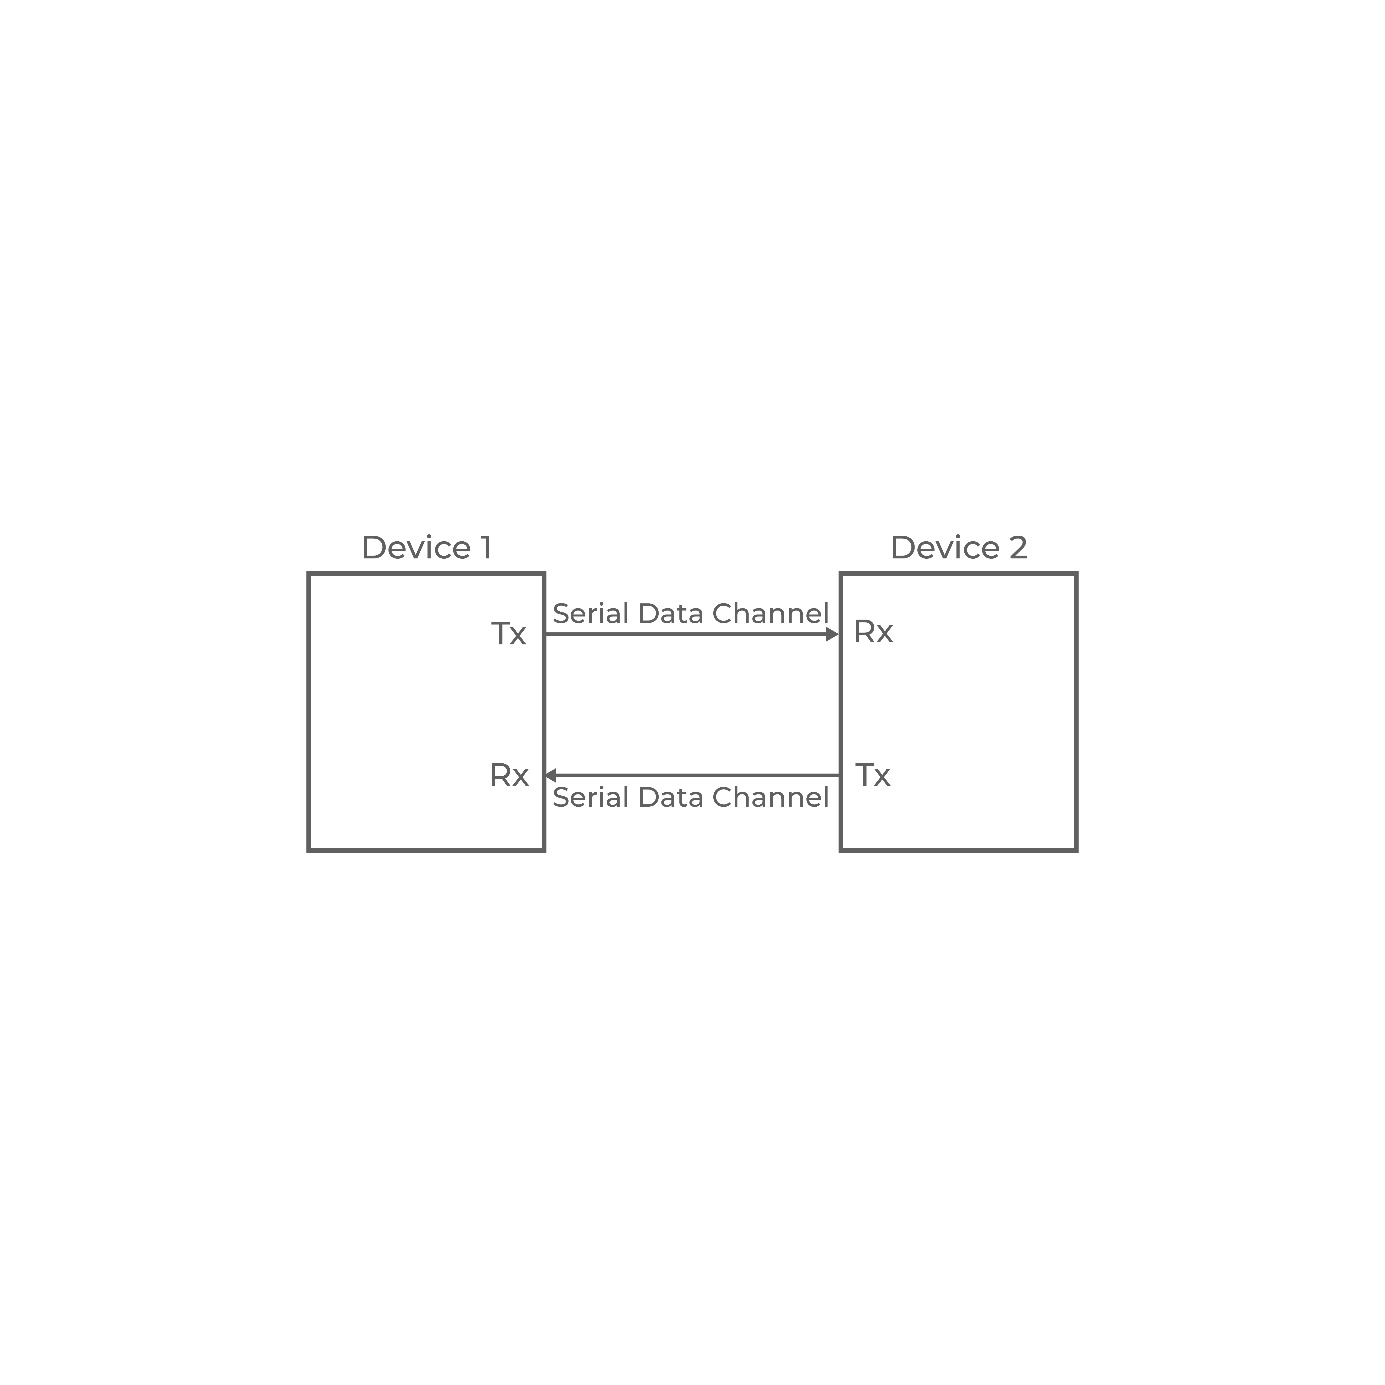 Device 1
Device 2
Serial Data Channel
Tx
Rx
Rx
Tx
Serial Data Channel